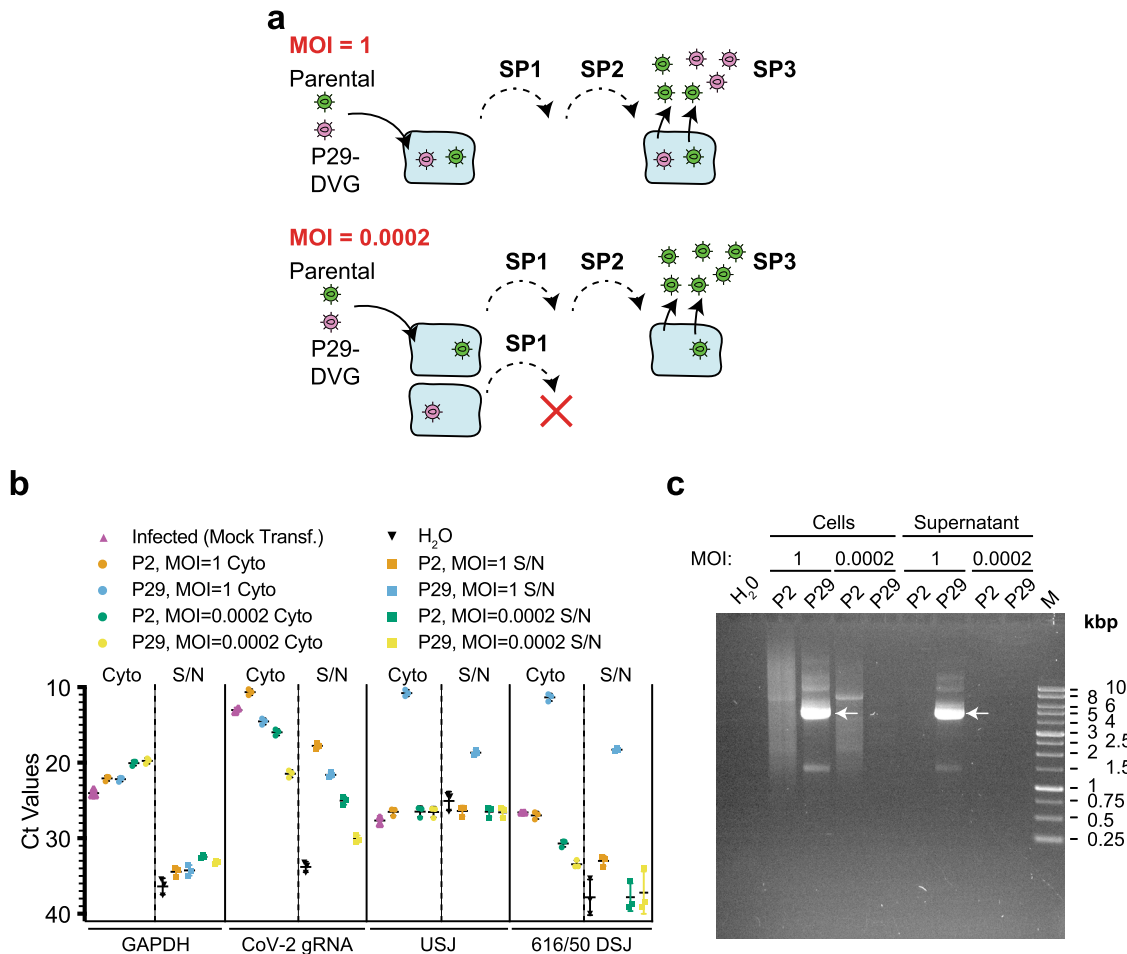 a
MOI = 1
Parental
P29-
DVG
SP1
SP2
SP3
MOI = 0.0002
Parental
P29-
DVG
SP1
SP2
SP3
SP1
b
Infected (Mock Transf.)
P2, MOI=1 Cyto
P29, MOI=1 Cyto
P2, MOI=0.0002 Cyto
P29, MOI=0.0002 Cyto
H2O
P2, MOI=1 S/N
P29, MOI=1 S/N
P2, MOI=0.0002 S/N
P29, MOI=0.0002 S/N
Cyto S/N Cyto S/N Cyto S/N Cyto S/N
Ct Values
10
20
30
40
GAPDH CoV-2 gRNA USJ 616/50 DSJ
c
Cells Supernatant
MOI: 1 0.0002 1 0.0002
H20 P2 P29 P2 P29 P2 P29 P2 P29 M
kbp
10
8
6
5
4
3
2.5
2
1.5
1
0.75
0.5
0.25